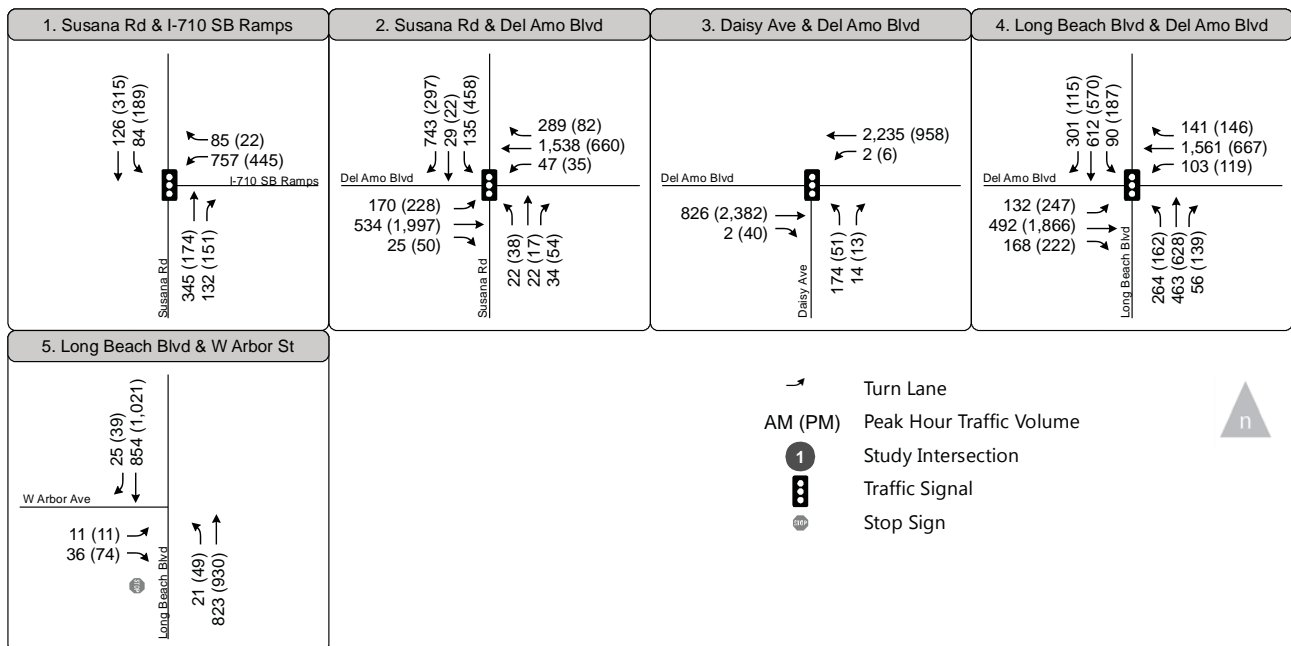 1. Susana Rd & I-710 SB Ramps
126 (315)
84 (189)
85 (22)
757 (445)
I-710 SB Ramps
345 (174)
132 (151)
Susana Rd
2. Susana Rd & Del Amo Blvd
743 (297)
29 (22)
135 (458)
289 (82)
1,538 (660)
47 (35)
Del Amo Blvd
170 (228)
534 (1,997)
25 (50)
22 (38)
22 (17)
34 (54)
Susana Rd
3. Daisy Ave & Del Amo Blvd
2,235 (958)
2 (6)
Del Amo Blvd
826 (2,382)
2 (40)
174 (51)
14 (13)
Daisy Ave
4. Long Beach Blvd & Del Amo Blvd
301 (115)
612 (570)
90 (187)
141 (146)
1,561 (667)
103 (119)
Del Amo Blvd
132 (247)
492 (1,866)
168 (222)
264 (162)
463 (628)
56 (139)
Long Beach Blvd
5. Long Beach Blvd & W Arbor St
25 (39)
854 (1,021)
W Arbor Ave
11 (11)
36 (74)
STOP
21 (49)
823 (930)
Long Beach Blvd
Turn Lane
AM (PM) Peak Hour Traffic Volume
1 Study Intersection
Traffic Signal
STOP Stop Sign
n